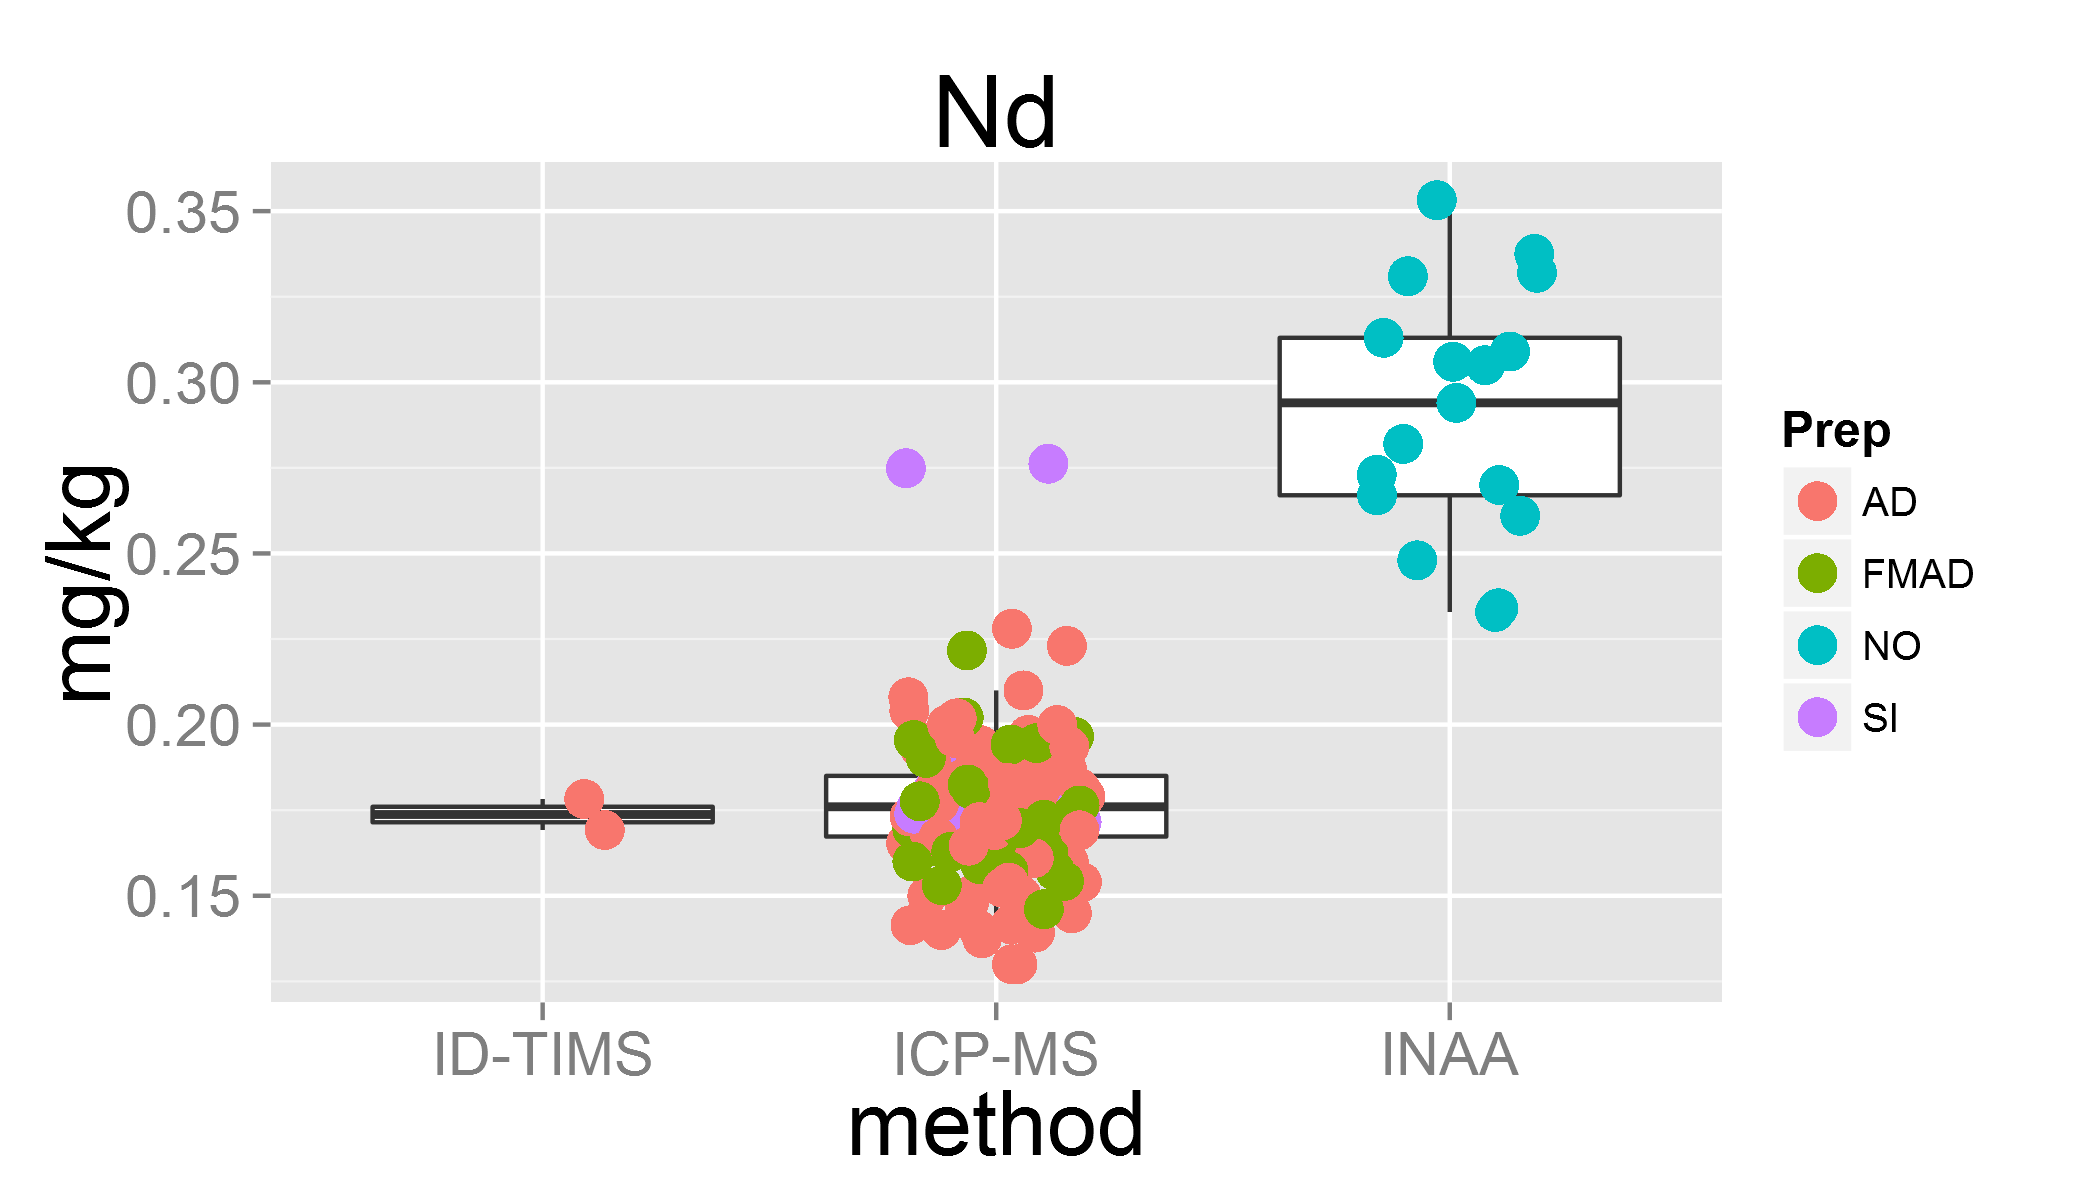 Nd
mg/kg
0.35
0.30
0.25
0.20
0.15
ID-TIMS ICP-MS INAA
method
Prep
AD
FMAD
NO
SI